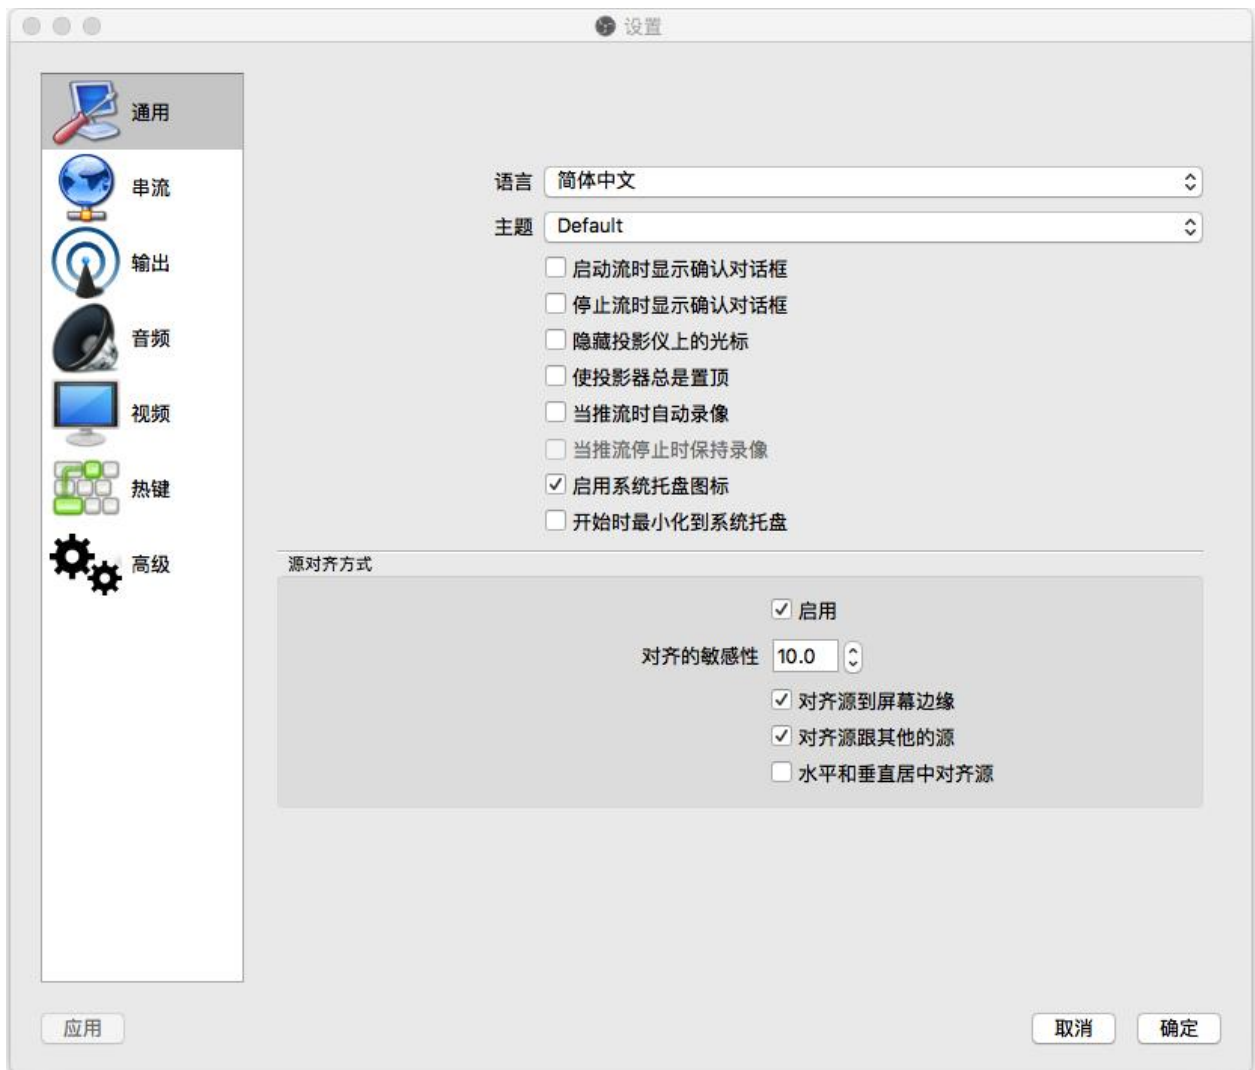 设置
通用
串流
输出
音频
视频
热键
高级
语言 简体中文
主题 Default
启动流时显示确认对话框
停止流时显示确认对话框
隐藏投影仪上的光标
使投影器总是置顶
当推流时自动录像
当推流停止时保持录像
启用系统托盘图标
开始时最小化到系统托盘
源对齐方式
启用
对齐的敏感性 10.0
对齐源到屏幕边缘
对齐源跟其他的源
水平和垂直居中对齐源
应用 取消 确定